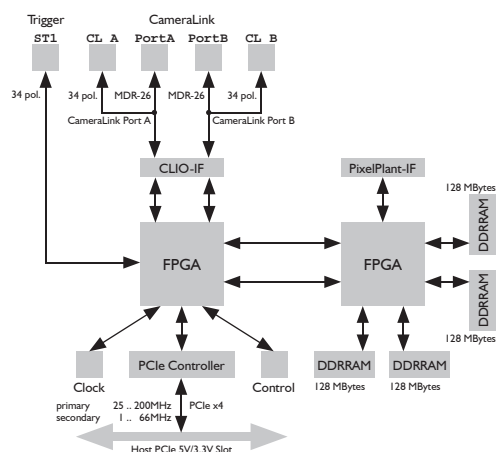 Trigger
CameraLink
ST1 CL A PortA PortB CL B
34 pol. 34 pol. MDR-26 MDR-26 34 pol.
CameraLink Port A CameraLink Port B
CLIO-IF
PixelPlant-IF
128 MBytes
DDRRAM
FPGA
FPGA
DDRRAM
128 MBytes
PCIe Controller
DDRRAM DDRRAM
Clock Control
128 MBytes 128 MBytes
primary 25 .. 200MHz PCIe x4
secondary 1 .. 66MHz
Host PCIe 5V/3.3V Slot